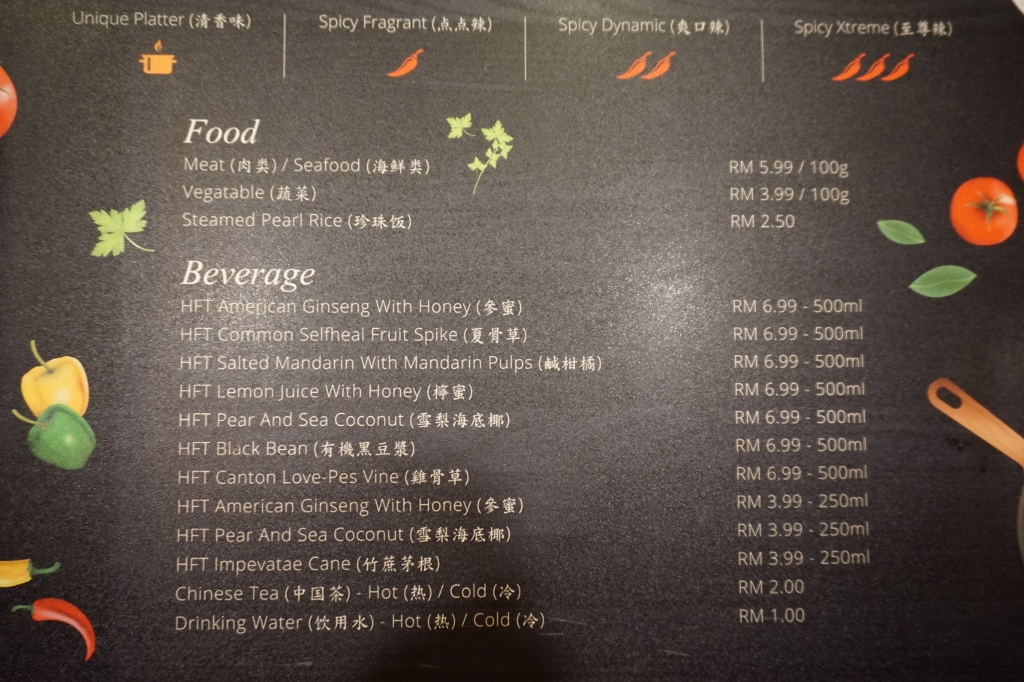 Unique Platter (清香味)
Spicy Fragrant (点点辣)
Spicy Dynamic (爽口辣)
Spicy Xtreme (至尊辣)
Food
Meat (肉类) / Seafood (海鲜类) RM 5.99 / 100g
Vegatable (蔬菜) RM 3.99 / 100g
Steamed Pearl Rice (珍珠饭) RM 2.50
Beverage
HFT American Ginseng With Honey (參蜜) RM 6.99 - 500ml
HFT Common Selfheal Fruit Spike (夏骨草) RM 6.99 - 500ml
HFT Salted Mandarin With Mandarin Pulps (鹹柑橘) RM 6.99 - 500ml
HFT Lemon Juice With Honey (檸蜜) RM 6.99 - 500ml
HFT Pear And Sea Coconut (雪梨海底椰) RM 6.99 - 500ml
HFT Black Bean (有機黑豆漿) RM 6.99 - 500ml
HFT Canton Love-Pes Vine (雞骨草) RM 6.99 - 500ml
HFT American Ginseng With Honey (參蜜) RM 3.99 - 250ml
HFT Pear And Sea Coconut (雪梨海底椰) RM 3.99 - 250ml
HFT Impevatae Cane (竹蔗茅根) RM 3.99 - 250ml
Chinese Tea (中国茶) - Hot (热) / Cold (冷) RM 2.00
Drinking Water (饮用水) - Hot (热) / Cold (冷) RM 1.00